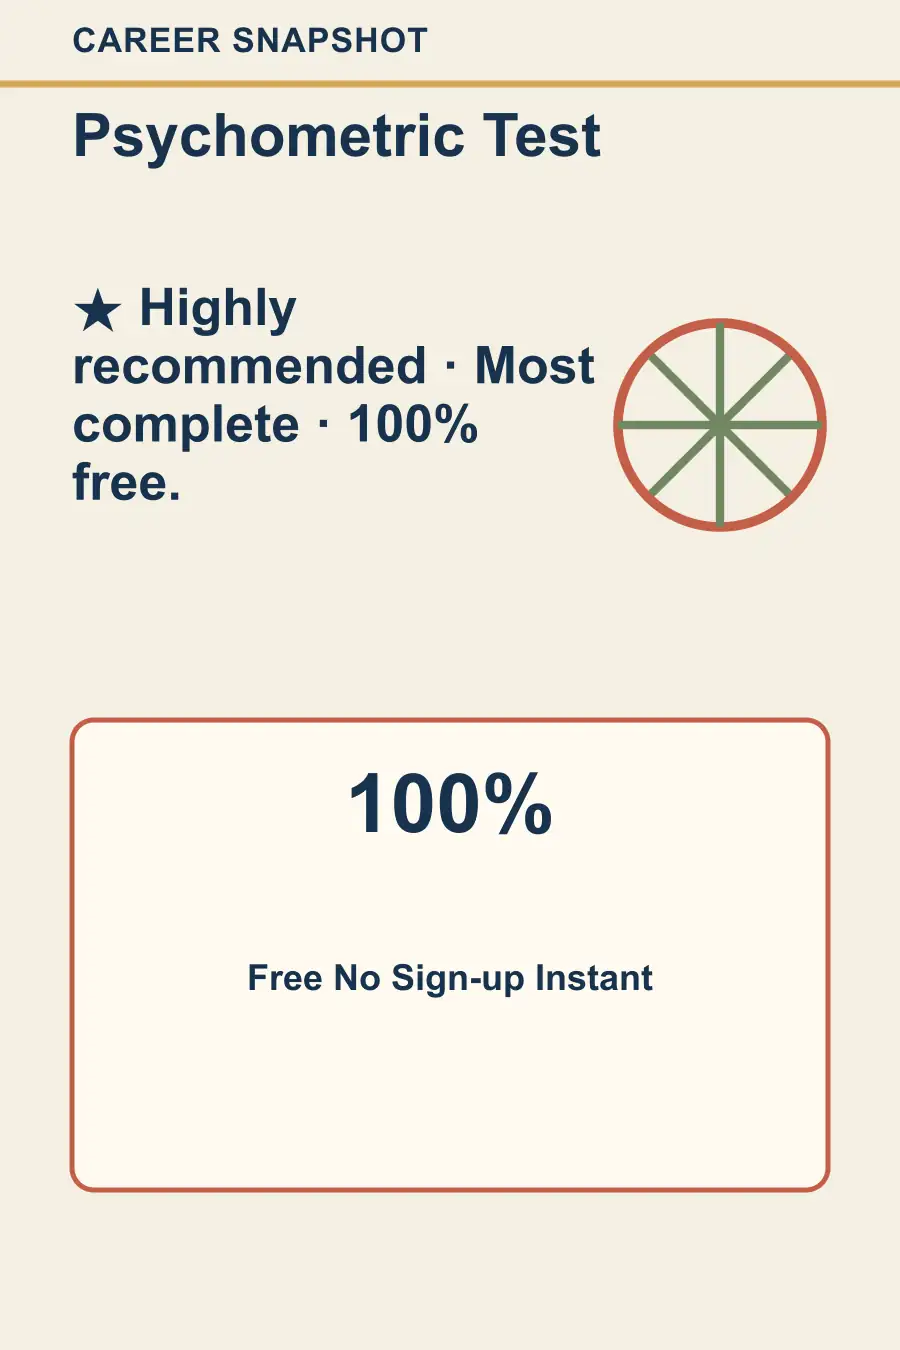 CAREER SNAPSHOT
Psychometric Test
★ Highly
recommended · Most
complete · 100%
free.
100%
Free No Sign-up Instant